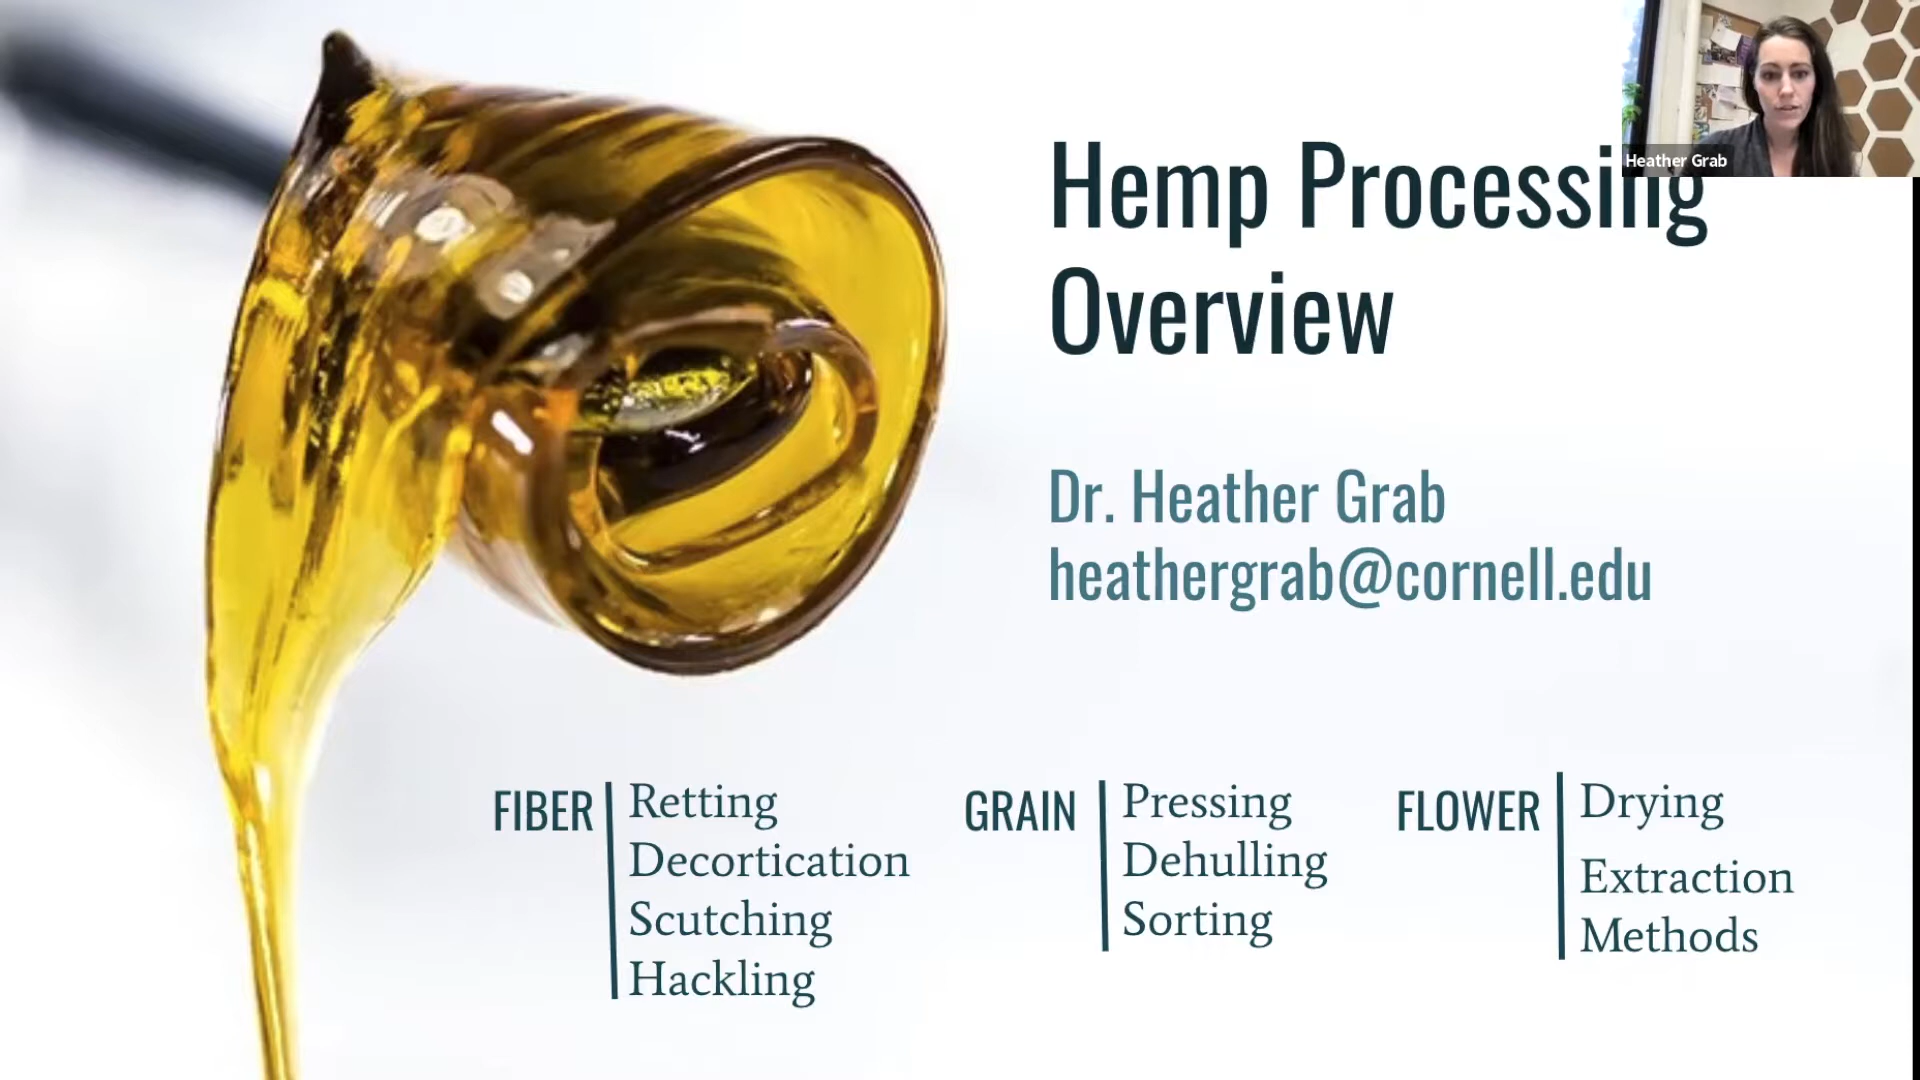 Heather Grab
Hemp Processing
Overview
Dr. Heather Grab
heathergrab@cornell.edu
FIBER
Retting
Decortication
Scutching
Hackling
GRAIN
Pressing
Dehulling
Sorting
FLOWER
Drying
Extraction
Methods